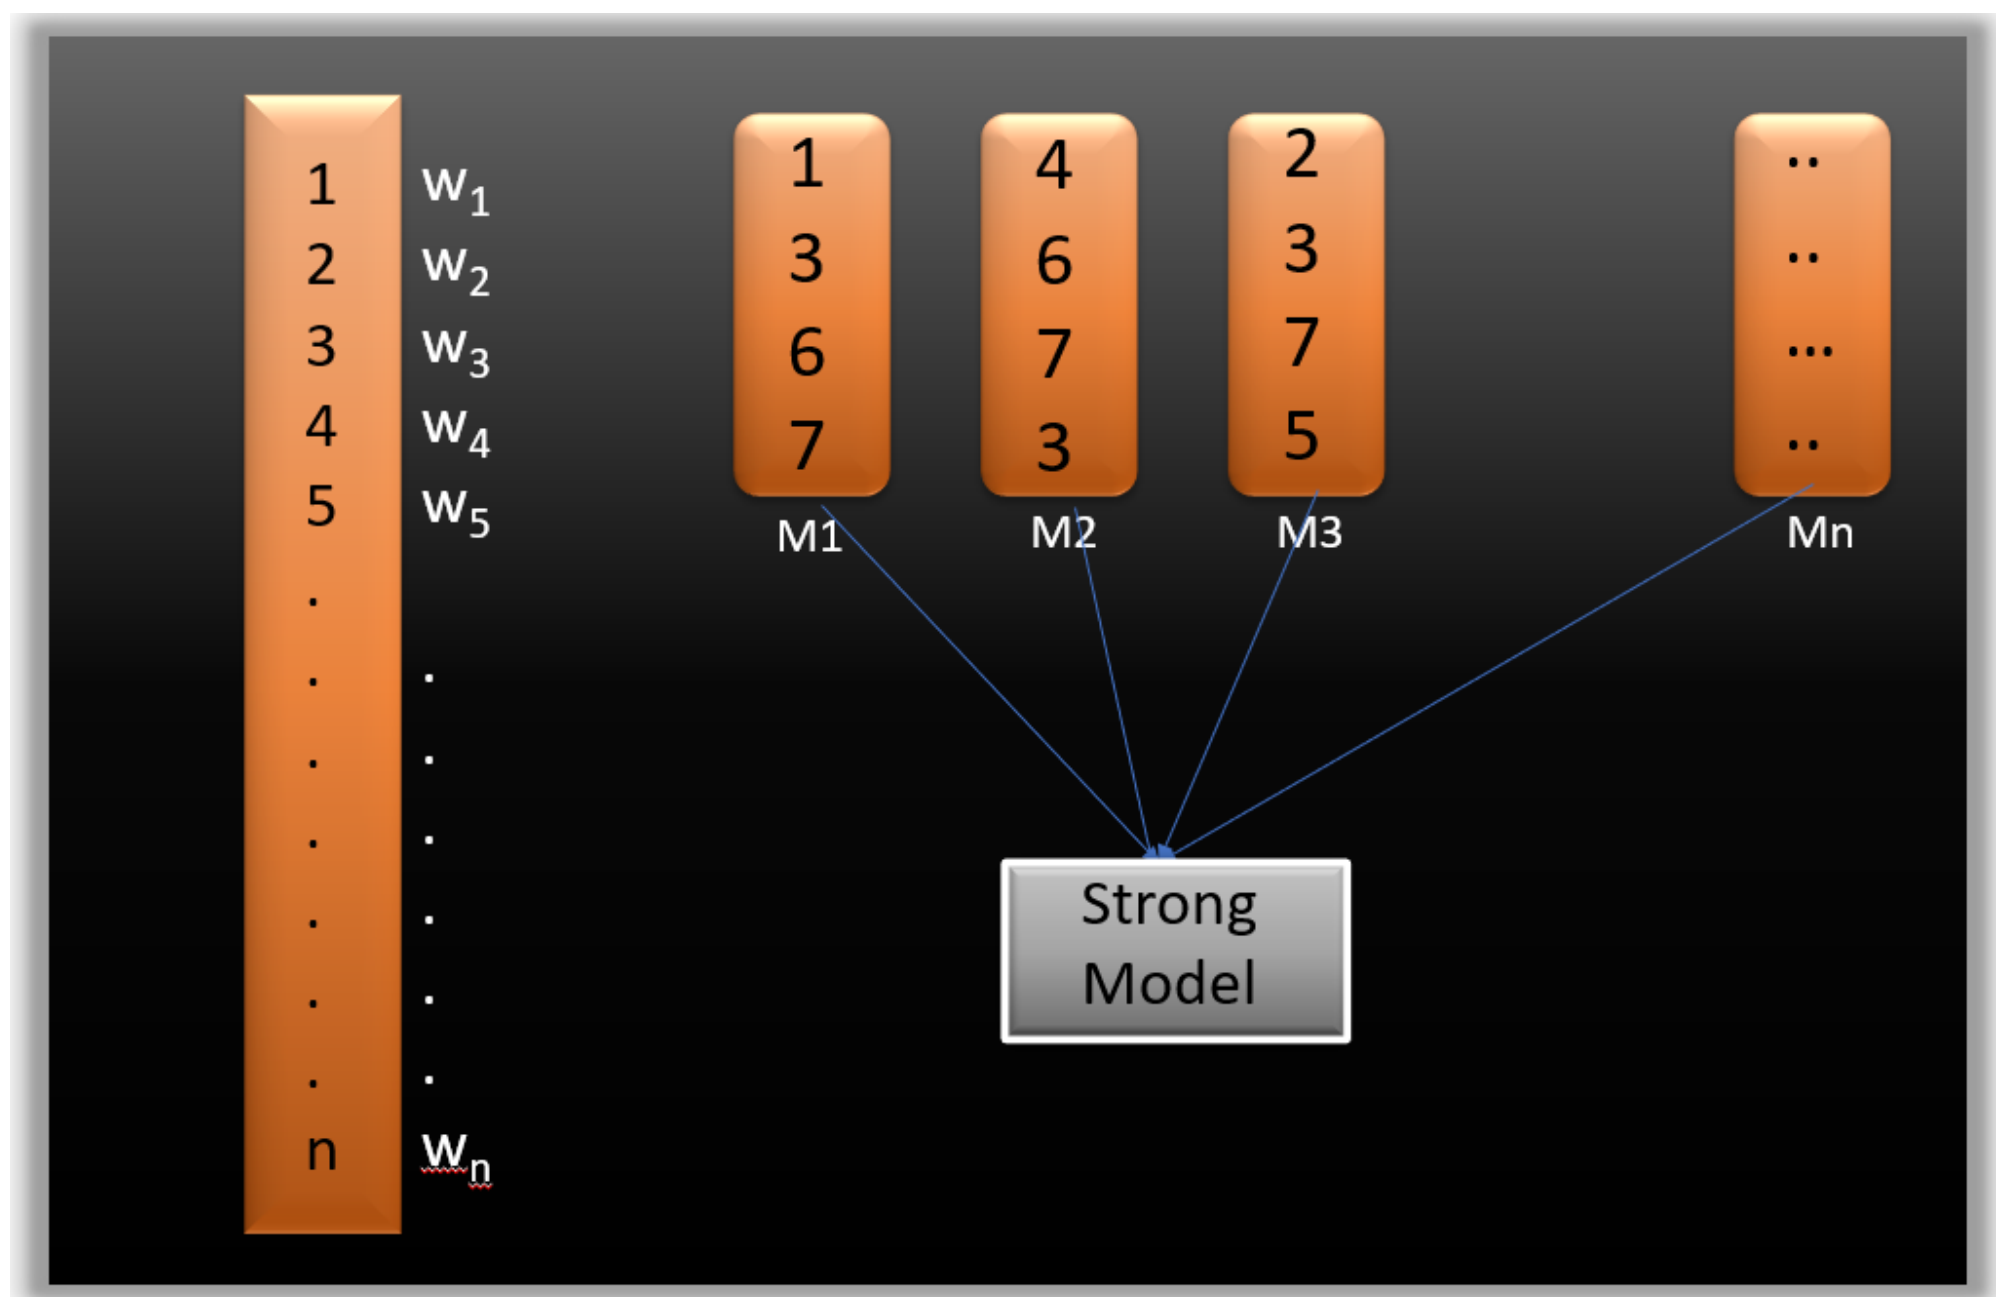 1 w₁
2 w₂
3 w₃
4 w₄
5 w₅
.
. .
. .
. .
. .
. .
. .
n wₙ
1
3
6
7
M1
4
6
7
3
M2
2
3
7
5
M3
..
..
...
..
Mn
Strong
Model